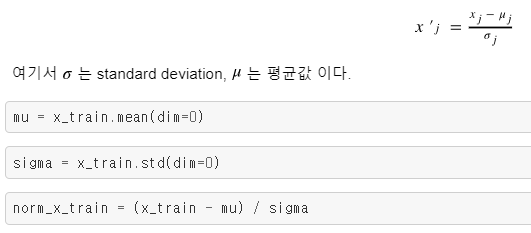 x′j = xj − μj / σj
여기서 σ 는 standard deviation, μ 는 평균값 이다.
mu = x_train.mean(dim=0)
sigma = x_train.std(dim=0)
norm_x_train = (x_train - mu) / sigma